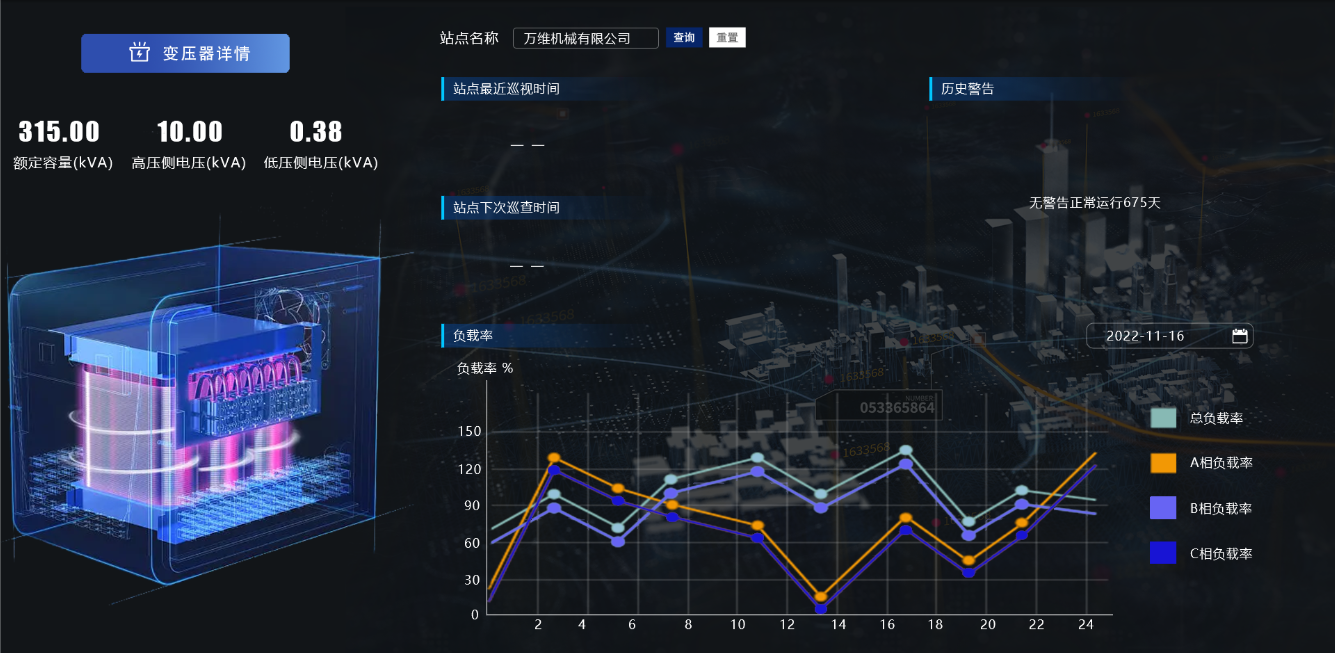 变压器详情
315.00 10.00 0.38
额定容量(kVA) 高压侧电压(kVA) 低压侧电压(kVA)
站点名称 万维机械有限公司 查询 重置
站点最近巡视时间
— —
历史警告
无警告正常运行675天
站点下次巡查时间
— —
负载率
2022-11-16
负载率 %
150
120
90
60
30
0
2 4 6 8 10 12 14 16 18 20 22 24
总负载率
A相负载率
B相负载率
C相负载率
NUMBER
053365864
1633568
1633568
1633568